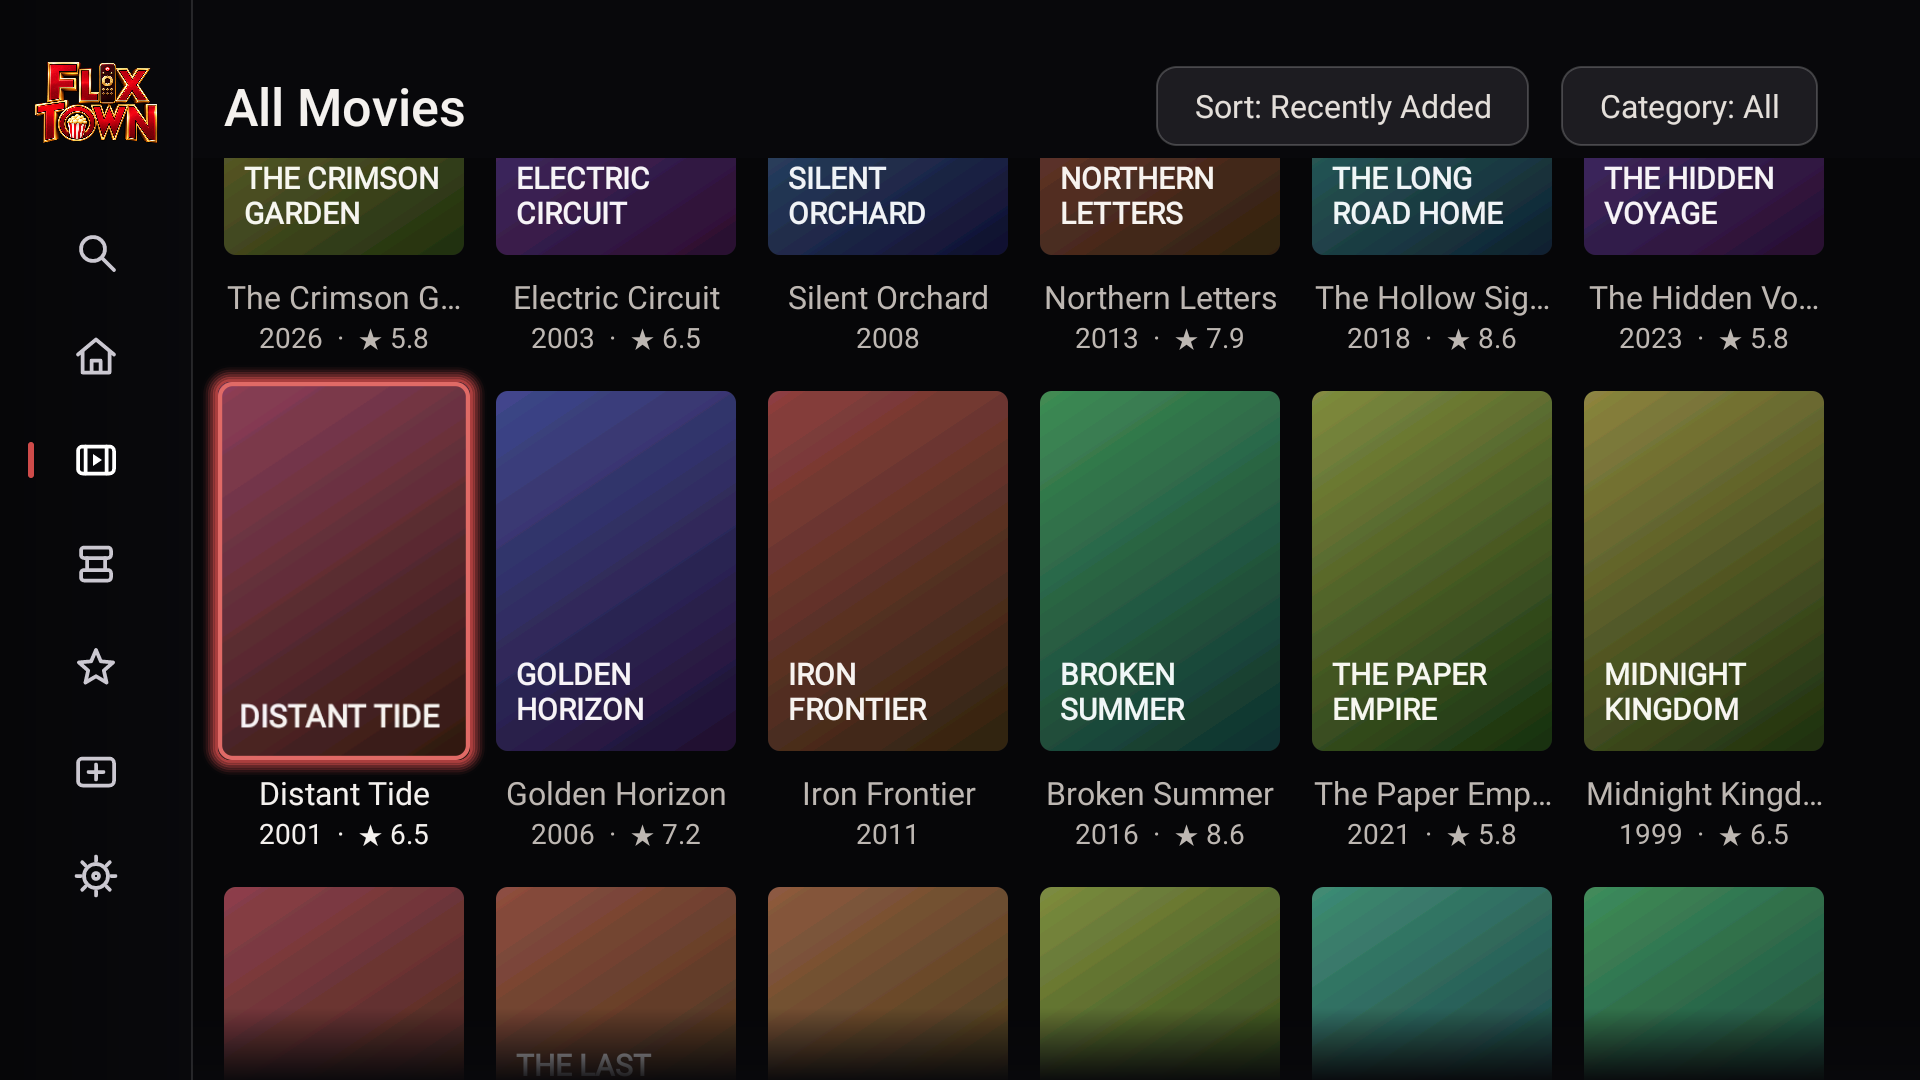 FLIX
TOWN
All Movies
Sort: Recently Added
Category: All
THE CRIMSON
GARDEN
ELECTRIC
CIRCUIT
SILENT
ORCHARD
NORTHERN
LETTERS
THE LONG
ROAD HOME
THE HIDDEN
VOYAGE
The Crimson G...
Electric Circuit
Silent Orchard
Northern Letters
The Hollow Sig...
The Hidden Vo...
2026 · ★ 5.8
2003 · ★ 6.5
2008
2013 · ★ 7.9
2018 · ★ 8.6
2023 · ★ 5.8
DISTANT TIDE
GOLDEN
HORIZON
IRON
FRONTIER
BROKEN
SUMMER
THE PAPER
EMPIRE
MIDNIGHT
KINGDOM
Distant Tide
Golden Horizon
Iron Frontier
Broken Summer
The Paper Emp...
Midnight Kingd...
2001 · ★ 6.5
2006 · ★ 7.2
2011
2016 · ★ 8.6
2021 · ★ 5.8
1999 · ★ 6.5
THE LAST